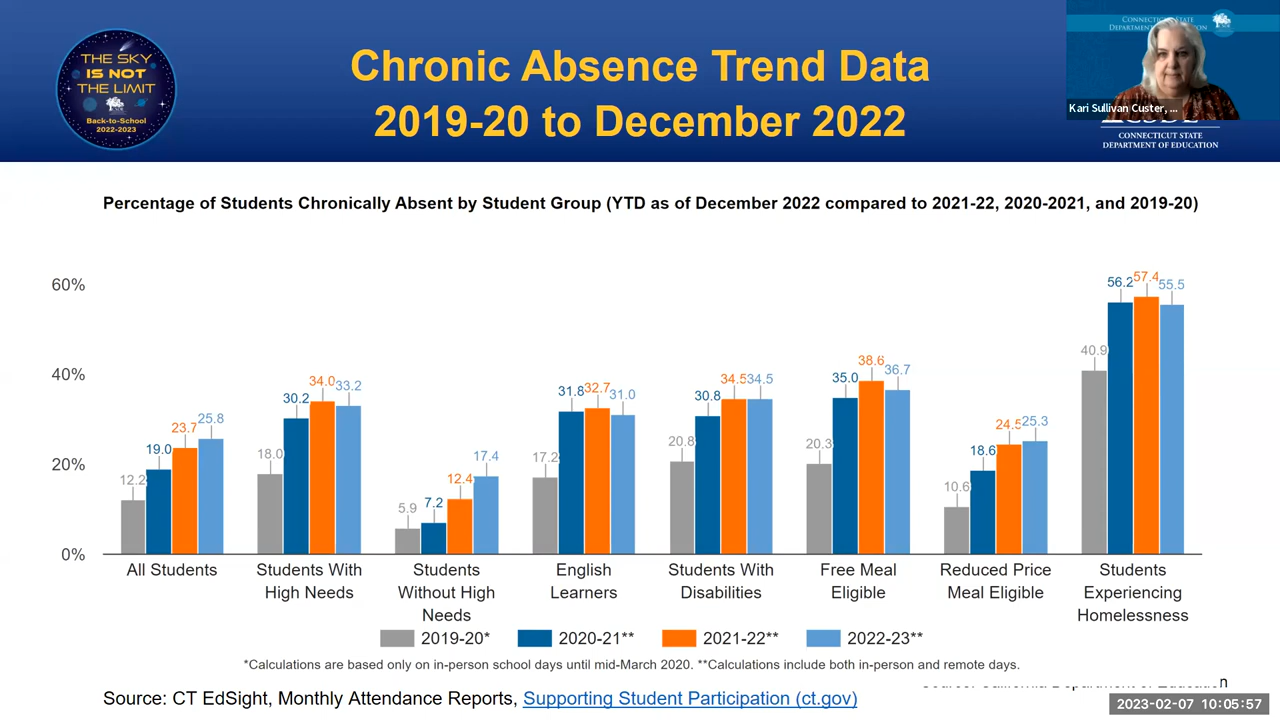 THE SKY
IS NOT
THE LIMIT
Back-to-School
2022-2023
Chronic Absence Trend Data
2019-20 to December 2022
CONNECTICUT STATE
Kari Sullivan Custer, ...
CONNECTICUT STATE
DEPARTMENT OF EDUCATION
Percentage of Students Chronically Absent by Student Group (YTD as of December 2022 compared to 2021-22, 2020-2021, and 2019-20)
60%
40%
20%
0%
12.2 19.0 23.7 25.8
18.0 30.2 34.0 33.2
5.9 7.2 12.4 17.4
17.2 31.8 32.7 31.0
20.8 30.8 34.5 34.5
20.3 35.0 38.6 36.7
10.6 18.6 24.5 25.3
40.9 56.2 57.4 55.5
All Students
Students With
High Needs
Students
Without High
Needs
English
Learners
Students With
Disabilities
Free Meal
Eligible
Reduced Price
Meal Eligible
Students
Experiencing
Homelessness
2019-20* 2020-21** 2021-22** 2022-23**
*Calculations are based only on in-person school days until mid-March 2020. **Calculations include both in-person and remote days.
Source: CT EdSight, Monthly Attendance Reports, Supporting Student Participation (ct.gov)
2023-02-07 10:05:57